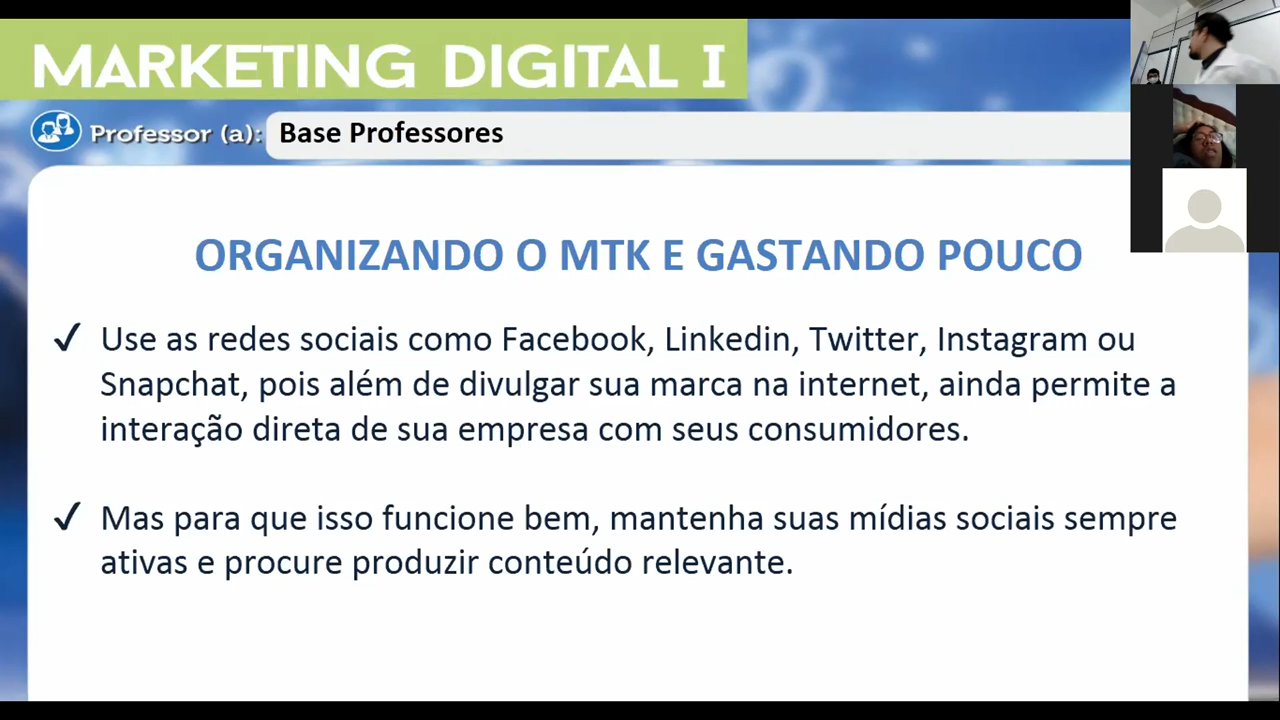 MARKETING DIGITAL I
Professor (a): Base Professores
ORGANIZANDO O MTK E GASTANDO POUCO
✓ Use as redes sociais como Facebook, Linkedin, Twitter, Instagram ou
Snapchat, pois além de divulgar sua marca na internet, ainda permite a
interação direta de sua empresa com seus consumidores.
✓ Mas para que isso funcione bem, mantenha suas mídias sociais sempre
ativas e procure produzir conteúdo relevante.